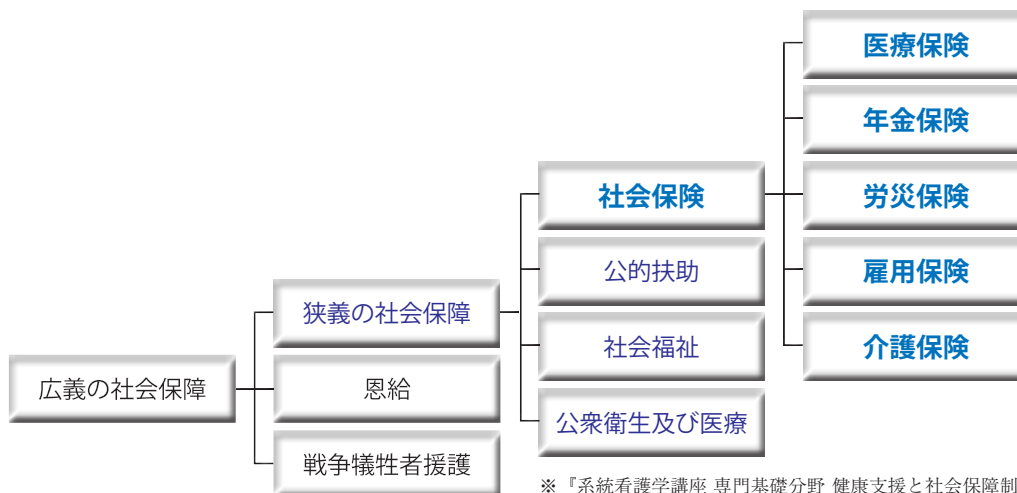 医療保険
年金保険
社会保険
労災保険
公的扶助
雇用保険
狭義の社会保障
社会福祉
介護保険
広義の社会保障
恩給
公衆衛生及び医療
戦争犠牲者援護
※『系統看護学講座 専門基礎分野 健康支援と社会保障制